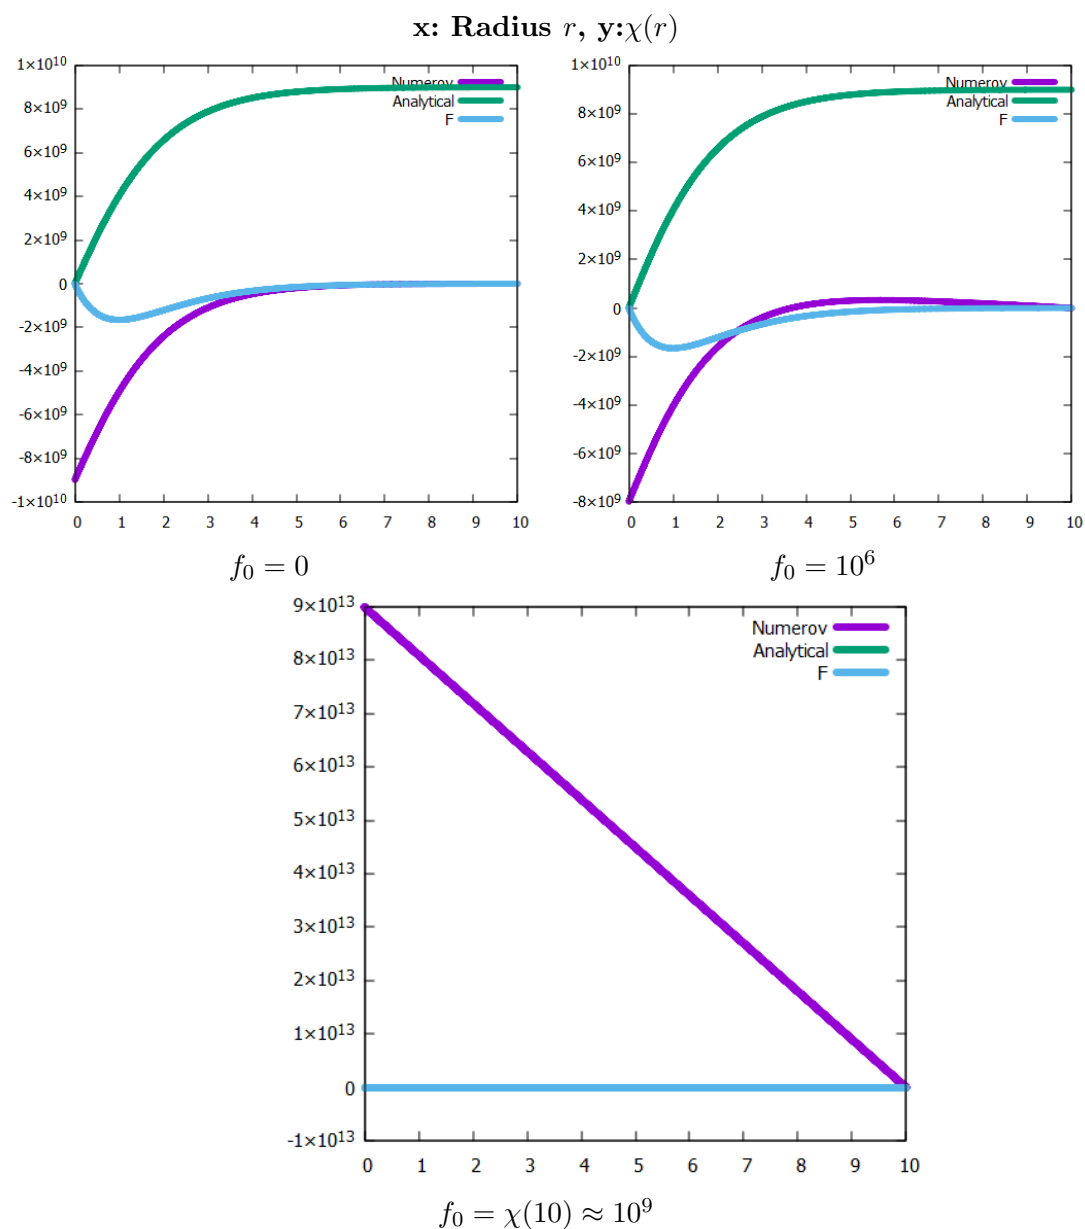 x: Radius r, y:χ(r)
1×10¹⁰
8×10⁹
6×10⁹
4×10⁹
2×10⁹
0
-2×10⁹
-4×10⁹
-6×10⁹
-8×10⁹
-1×10¹⁰
0 1 2 3 4 5 6 7 8 9 10
Numerov
Analytical
F
f₀ = 0
1×10¹⁰
8×10⁹
6×10⁹
4×10⁹
2×10⁹
0
-2×10⁹
-4×10⁹
-6×10⁹
-8×10⁹
0 1 2 3 4 5 6 7 8 9 10
Numerov
Analytical
F
f₀ = 10⁶
9×10¹³
8×10¹³
7×10¹³
6×10¹³
5×10¹³
4×10¹³
3×10¹³
2×10¹³
1×10¹³
0
-1×10¹³
0 1 2 3 4 5 6 7 8 9 10
Numerov
Analytical
F
f₀ = χ(10) ≈ 10⁹